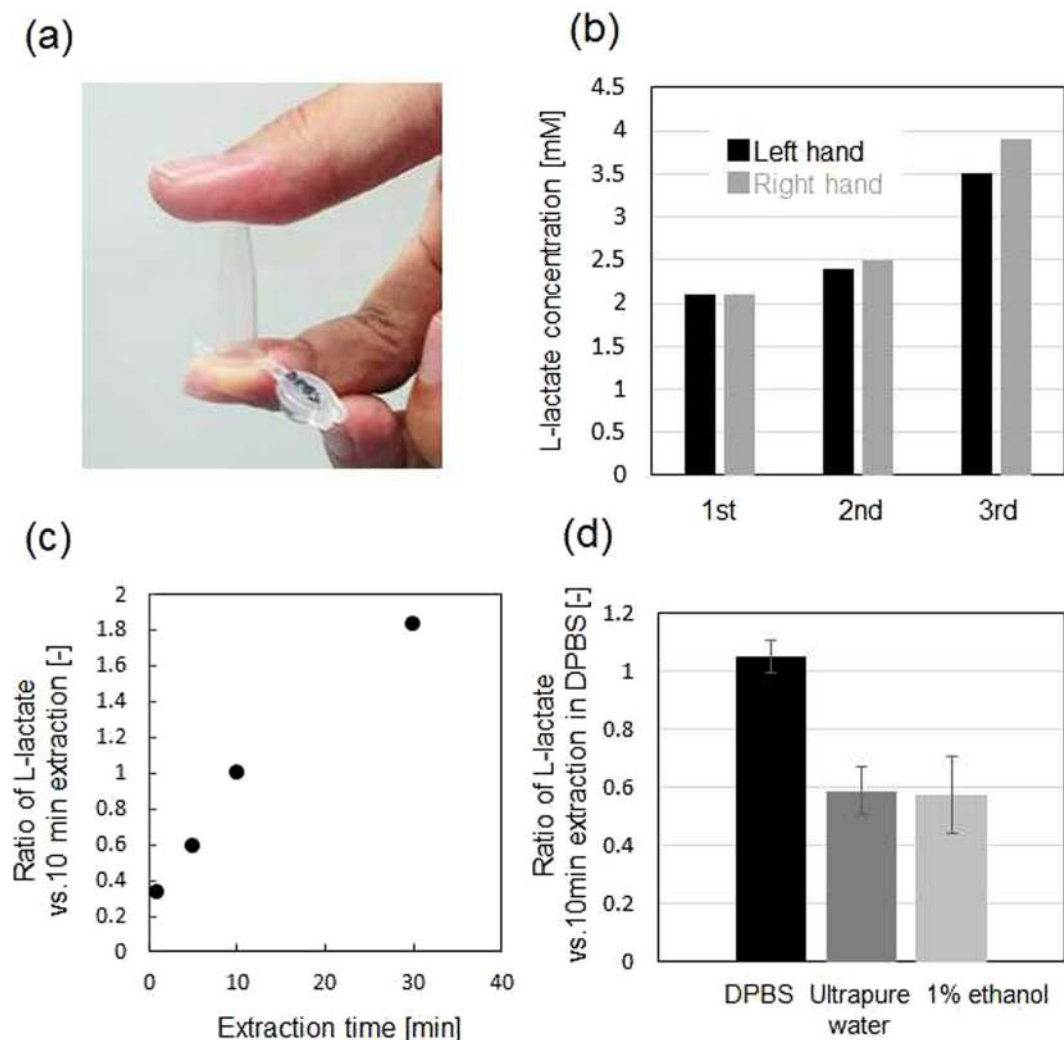 (a)
(b)
L-lactate concentration [mM]
4.5
4
3.5
3
2.5
2
1.5
1
0.5
0
Left hand
Right hand
1st 2nd 3rd
(c)
Ratio of L-lactate
vs.10 min extraction [-]
2
1.8
1.6
1.4
1.2
1
0.8
0.6
0.4
0.2
0
0 10 20 30 40
Extraction time [min]
(d)
Ratio of L-lactate
vs.10min extraction in DPBS [-]
1.2
1
0.8
0.6
0.4
0.2
0
DPBS Ultrapure 1% ethanol
water